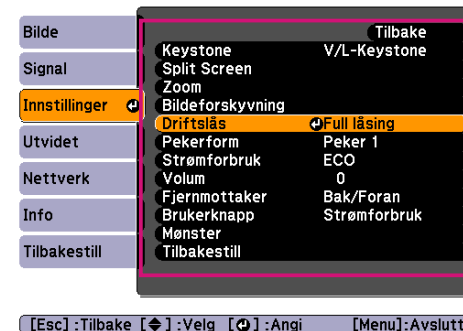 Bilde
Signal
Innstillinger
Utvidet
Nettverk
Info
Tilbakestill
Tilbake
Keystone V/L-Keystone
Split Screen
Zoom
Bildeforskyvning
Driftslås Full låsing
Pekerform Peker 1
Strømforbruk ECO
Volum 0
Fjernmottaker Bak/Foran
Brukerknapp Strømforbruk
Mønster
Tilbakestill
[Esc] :Tilbake [◆] :Velg [↵] :Angi [Menu]:Avslutt